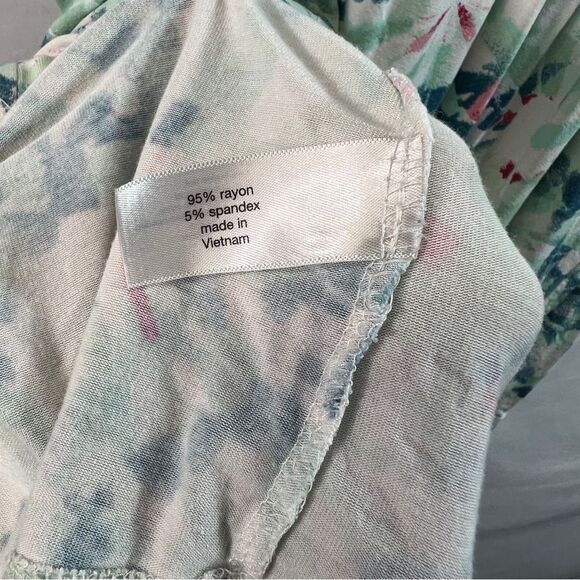 95% rayon
5% spandex
made in
Vietnam